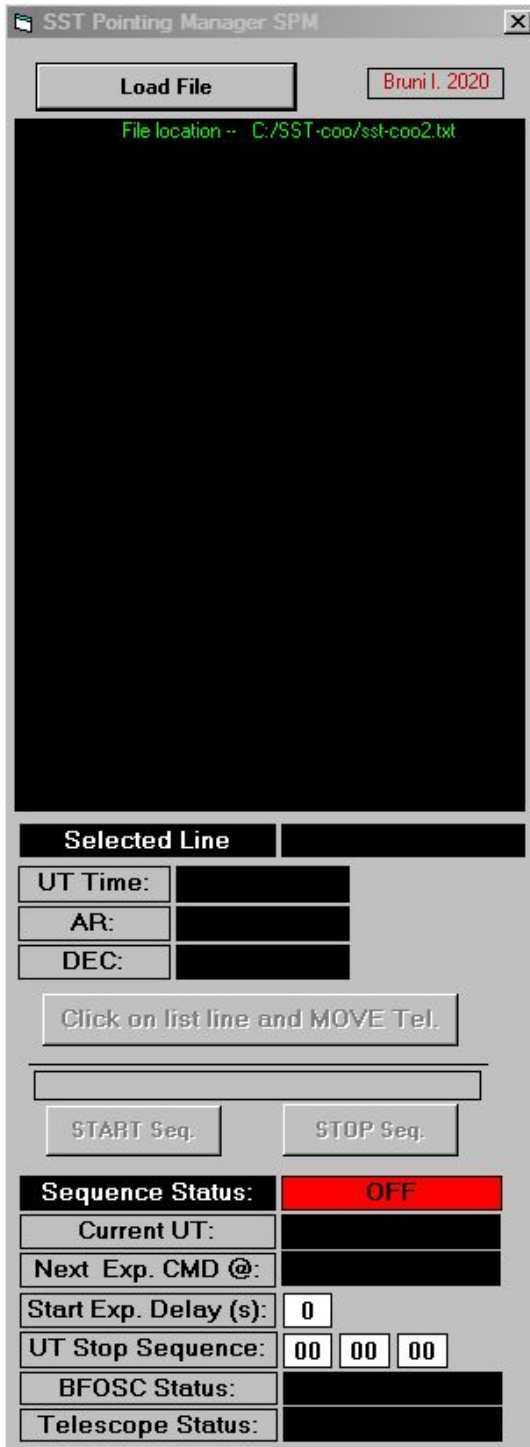 SST Pointing Manager SPM
Load File
Bruni I. 2020
File location -- C:/SST-coo/sst-coo2.txt
Selected Line
UT Time:
AR:
DEC:
Click on list line and MOVE Tel.
START Seq.
STOP Seq.
Sequence Status: OFF
Current UT:
Next Exp. CMD @:
Start Exp. Delay (s): 0
UT Stop Sequence: 00 00 00
BFOSC Status:
Telescope Status: